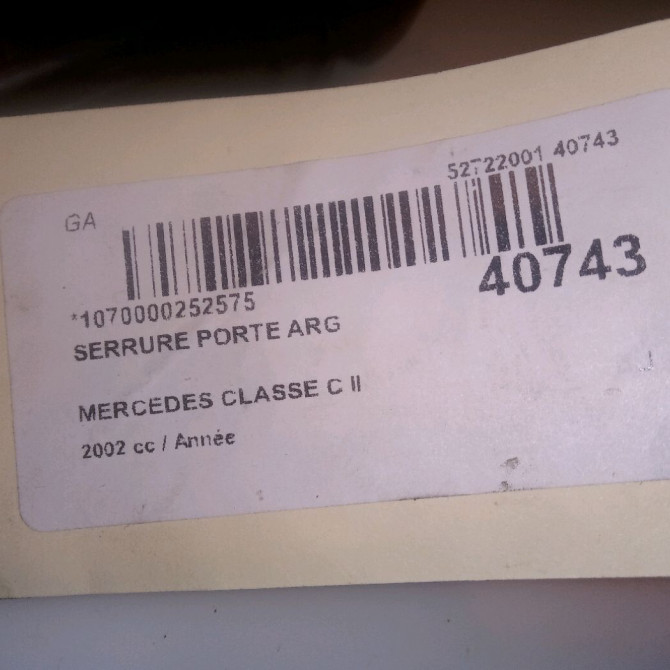 GA
52722001 40743
40743
*1070000252575
SERRURE PORTE ARG
MERCEDES CLASSE C II
2002 cc / Année